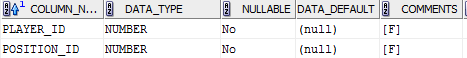 COLUMN_N... DATA_TYPE NULLABLE DATA_DEFAULT COMMENTS
PLAYER_ID NUMBER No (null) [F]
POSITION_ID NUMBER No (null) [F]